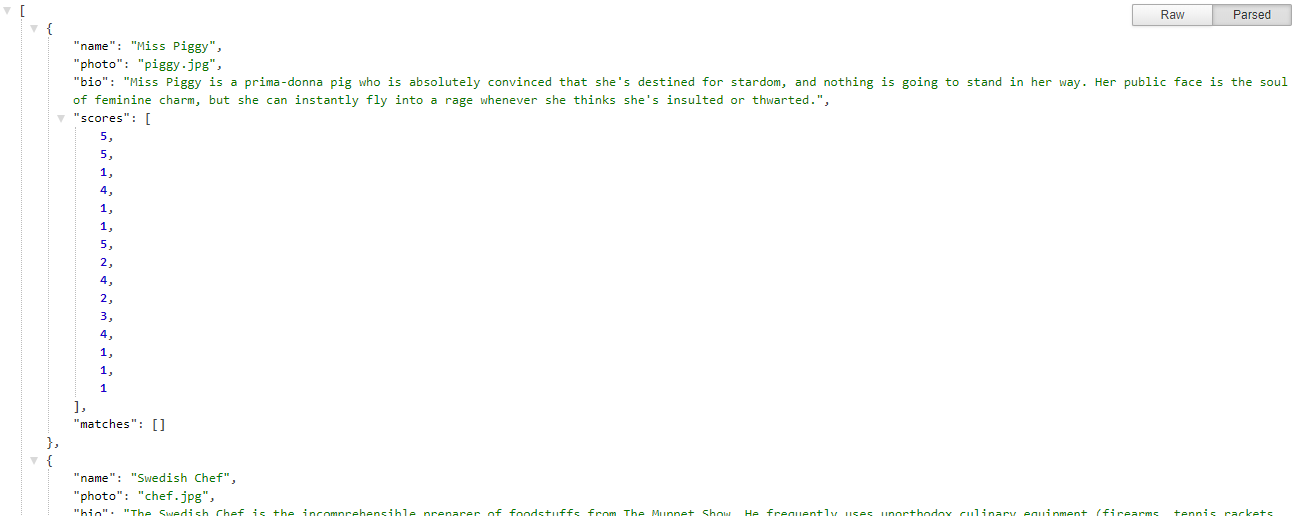 [
Raw Parsed
{
"name": "Miss Piggy",
"photo": "piggy.jpg",
"bio": "Miss Piggy is a prima-donna pig who is absolutely convinced that she's destined for stardom, and nothing is going to stand in her way. Her public face is the soul
of feminine charm, but she can instantly fly into a rage whenever she thinks she's insulted or thwarted.",
"scores": [
5,
5,
1,
4,
1,
1,
5,
2,
4,
2,
3,
4,
1,
1,
1
],
"matches": []
},
{
"name": "Swedish Chef",
"photo": "chef.jpg",
"bio": "The Swedish Chef is the incomprehensible preparer of foodstuffs from The Muppet Show. He frequently uses unorthodox culinary equipment (firearms, tennis rackets,